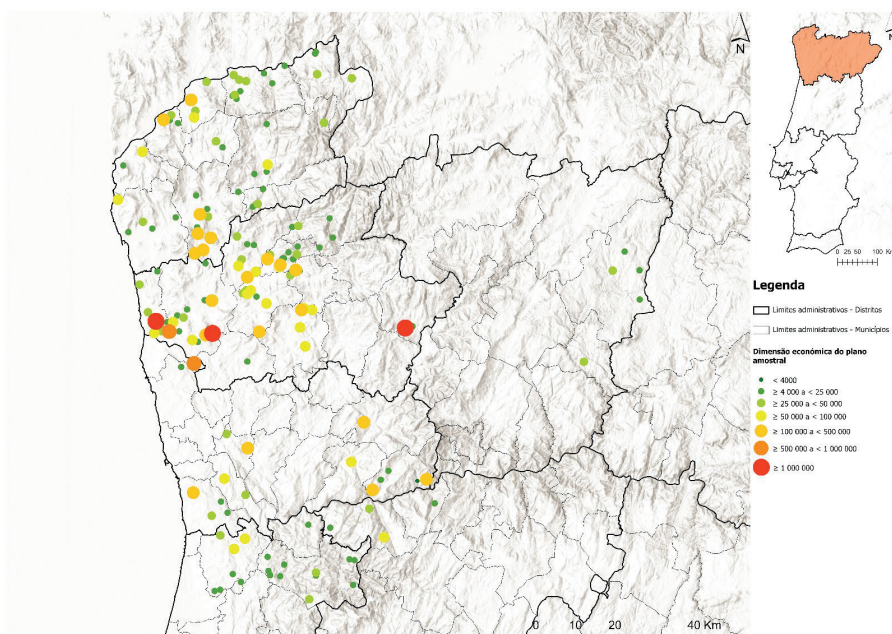 N
N
0 25 50 100 Km
Legenda
Limites administrativos - Distritos
Limites administrativos - Municípios
Dimensão económica do plano
amostral
< 4000
≥ 4 000 a < 25 000
≥ 25 000 a < 50 000
≥ 50 000 a < 100 000
≥ 100 000 a < 500 000
≥ 500 000 a < 1 000 000
≥ 1 000 000
0 10 20 40 Km